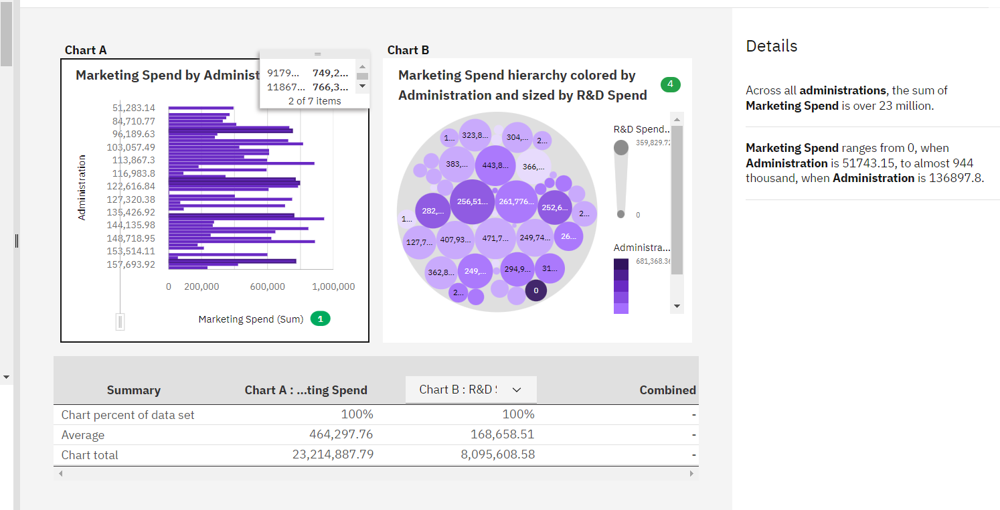 Chart A
Marketing Spend by Administ
9179... 749,2...
11867... 766,3...
2 of 7 items
51,283.14
84,710.77
96,189.63
103,057.49
113,867.3
116,983.8
122,616.84
127,320.38
135,426.92
144,135.98
148,718.95
153,514.11
157,693.92
Administration
0 200,000 600,000 1,000,000
Marketing Spend (Sum) 1
Chart B
Marketing Spend hierarchy colored by
Administration and sized by R&D Spend
4
1... 323,8... 304,... 2...
383,... 443,8... 366,...
282,... 256,51... 261,776... 252,6... 2...
1...
127,7... 407,93... 471,7... 249,74... 26...
362,8... 249,... 294,9... 31...
2... 0
R&D Spend...
359,829.72
0
Administra...
681,368.36
Summary Chart A : ...ting Spend Chart B : R&D Combined
Chart percent of data set 100% 100% -
Average 464,297.76 168,658.51 -
Chart total 23,214,887.79 8,095,608.58 -
Details
Across all administrations, the sum of
Marketing Spend is over 23 million.
Marketing Spend ranges from 0, when
Administration is 51743.15, to almost 944
thousand, when Administration is 136897.8.